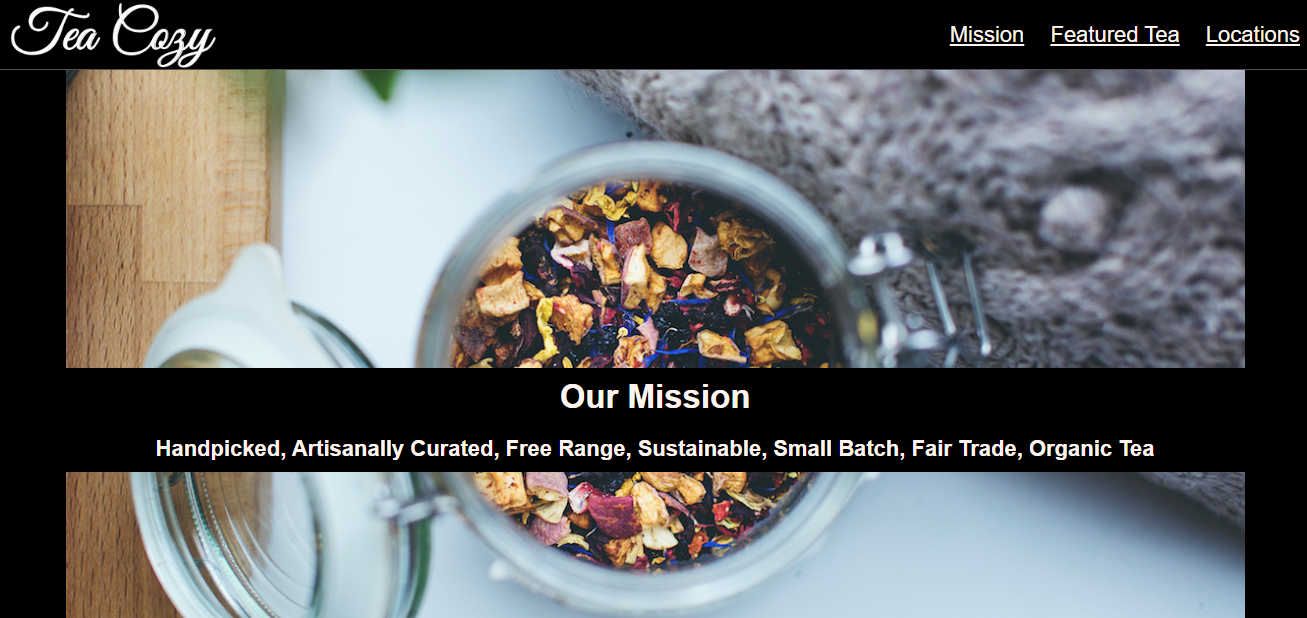 Tea Cozy
Mission Featured Tea Locations
Our Mission
Handpicked, Artisanally Curated, Free Range, Sustainable, Small Batch, Fair Trade, Organic Tea